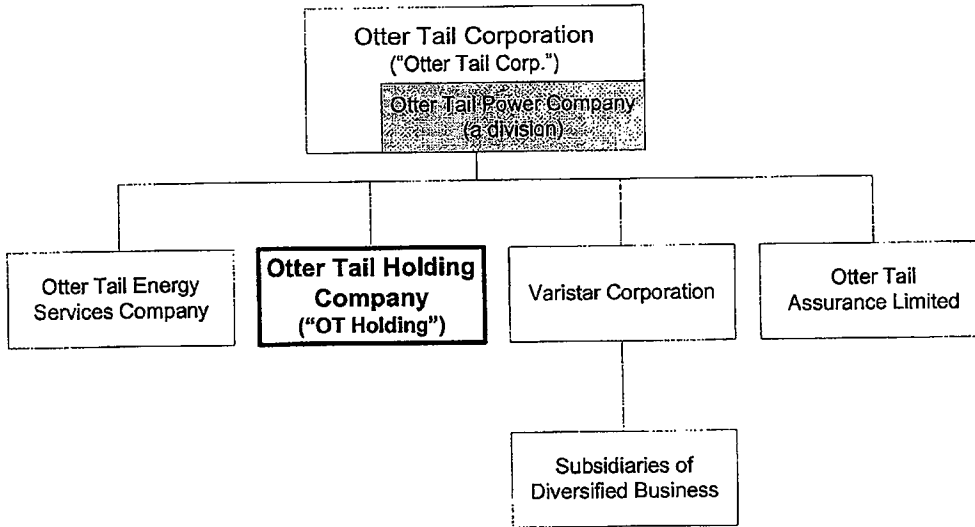 Otter Tail Corporation
("Otter Tail Corp.")
Otter Tail Power Company
(a division)
Otter Tail Energy
Services Company
Otter Tail Holding
Company
("OT Holding")
Varistar Corporation
Otter Tail
Assurance Limited
Subsidiaries of
Diversified Business